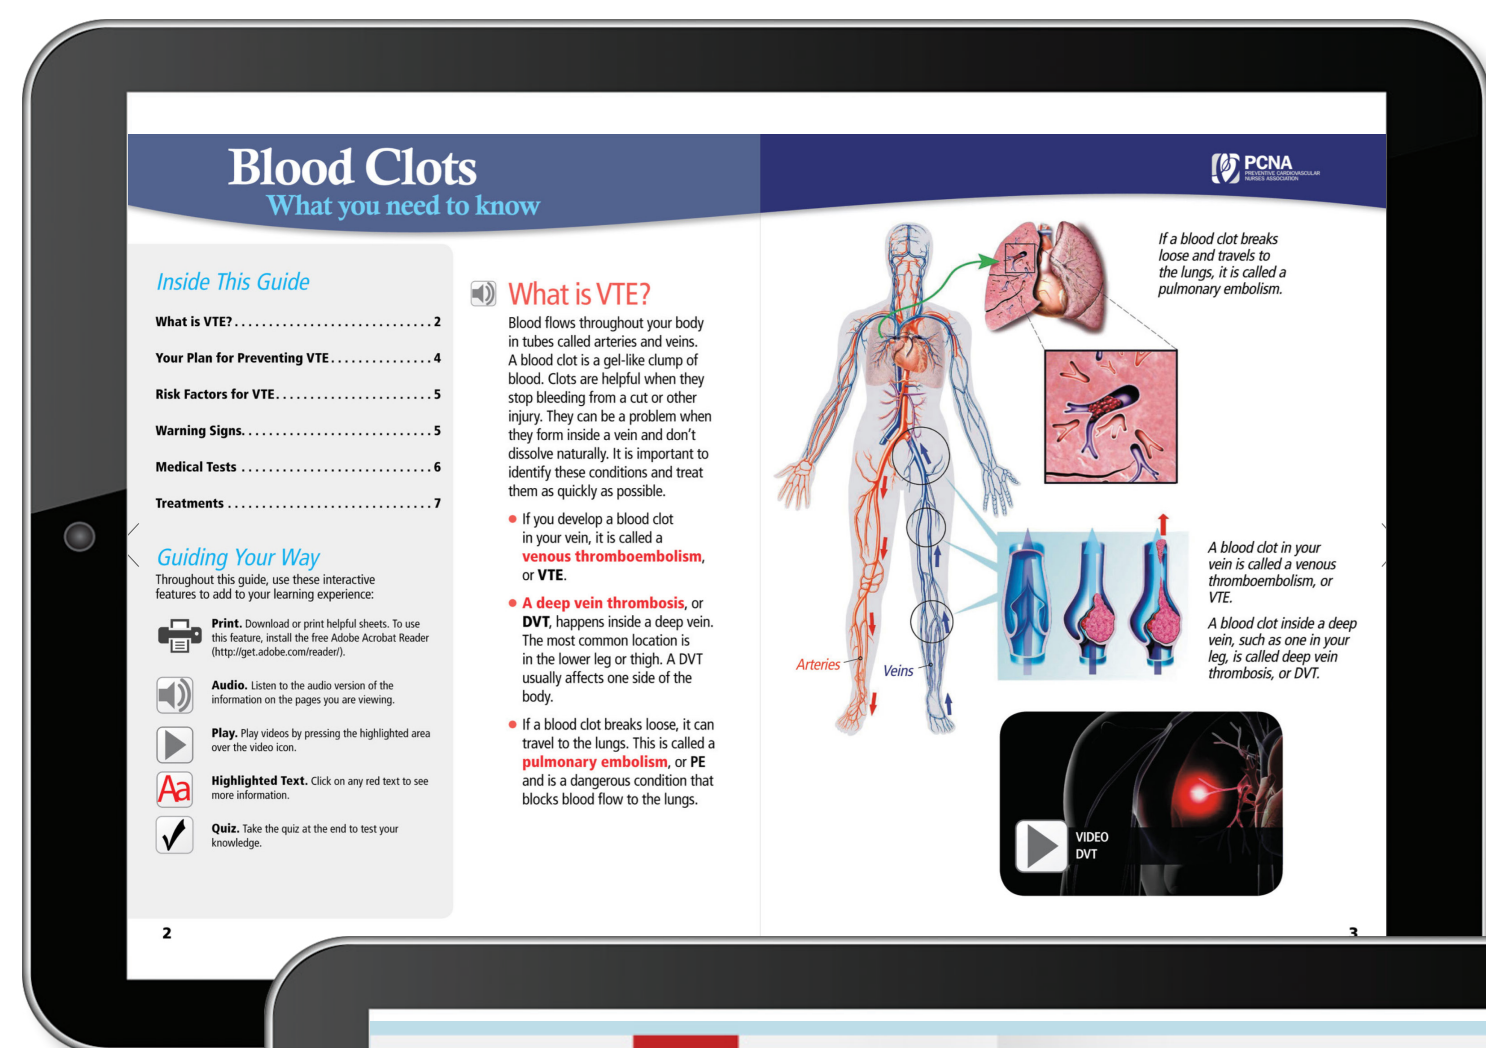 Blood Clots
What you need to know
PCNA
PREVENTIVE CARDIOVASCULAR
NURSES ASSOCIATION
Inside This Guide
What is VTE? . . . . . . . . . . . . . . . . . . . . . . . . . . . . . 2
Your Plan for Preventing VTE . . . . . . . . . . . . . . . 4
Risk Factors for VTE. . . . . . . . . . . . . . . . . . . . . . . 5
Warning Signs. . . . . . . . . . . . . . . . . . . . . . . . . . . . 5
Medical Tests . . . . . . . . . . . . . . . . . . . . . . . . . . . . 6
Treatments . . . . . . . . . . . . . . . . . . . . . . . . . . . . . . 7
Guiding Your Way
Throughout this guide, use these interactive
features to add to your learning experience:
Print. Download or print helpful sheets. To use
this feature, install the free Adobe Acrobat Reader
(http://get.adobe.com/reader/).
Audio. Listen to the audio version of the
information on the pages you are viewing.
Play. Play videos by pressing the highlighted area
over the video icon.
Aa
Highlighted Text. Click on any red text to see
more information.
Quiz. Take the quiz at the end to test your
knowledge.
2
What is VTE?
Blood flows throughout your body
in tubes called arteries and veins.
A blood clot is a gel-like clump of
blood. Clots are helpful when they
stop bleeding from a cut or other
injury. They can be a problem when
they form inside a vein and don't
dissolve naturally. It is important to
identify these conditions and treat
them as quickly as possible.
• If you develop a blood clot
in your vein, it is called a
venous thromboembolism,
or VTE.
• A deep vein thrombosis, or
DVT, happens inside a deep vein.
The most common location is
in the lower leg or thigh. A DVT
usually affects one side of the
body.
• If a blood clot breaks loose, it can
travel to the lungs. This is called a
pulmonary embolism, or PE
and is a dangerous condition that
blocks blood flow to the lungs.
If a blood clot breaks
loose and travels to
the lungs, it is called a
pulmonary embolism.
Arteries
Veins
A blood clot in your
vein is called a venous
thromboembolism, or
VTE.
A blood clot inside a deep
vein, such as one in your
leg, is called deep vein
thrombosis, or DVT.
VIDEO
DVT
3